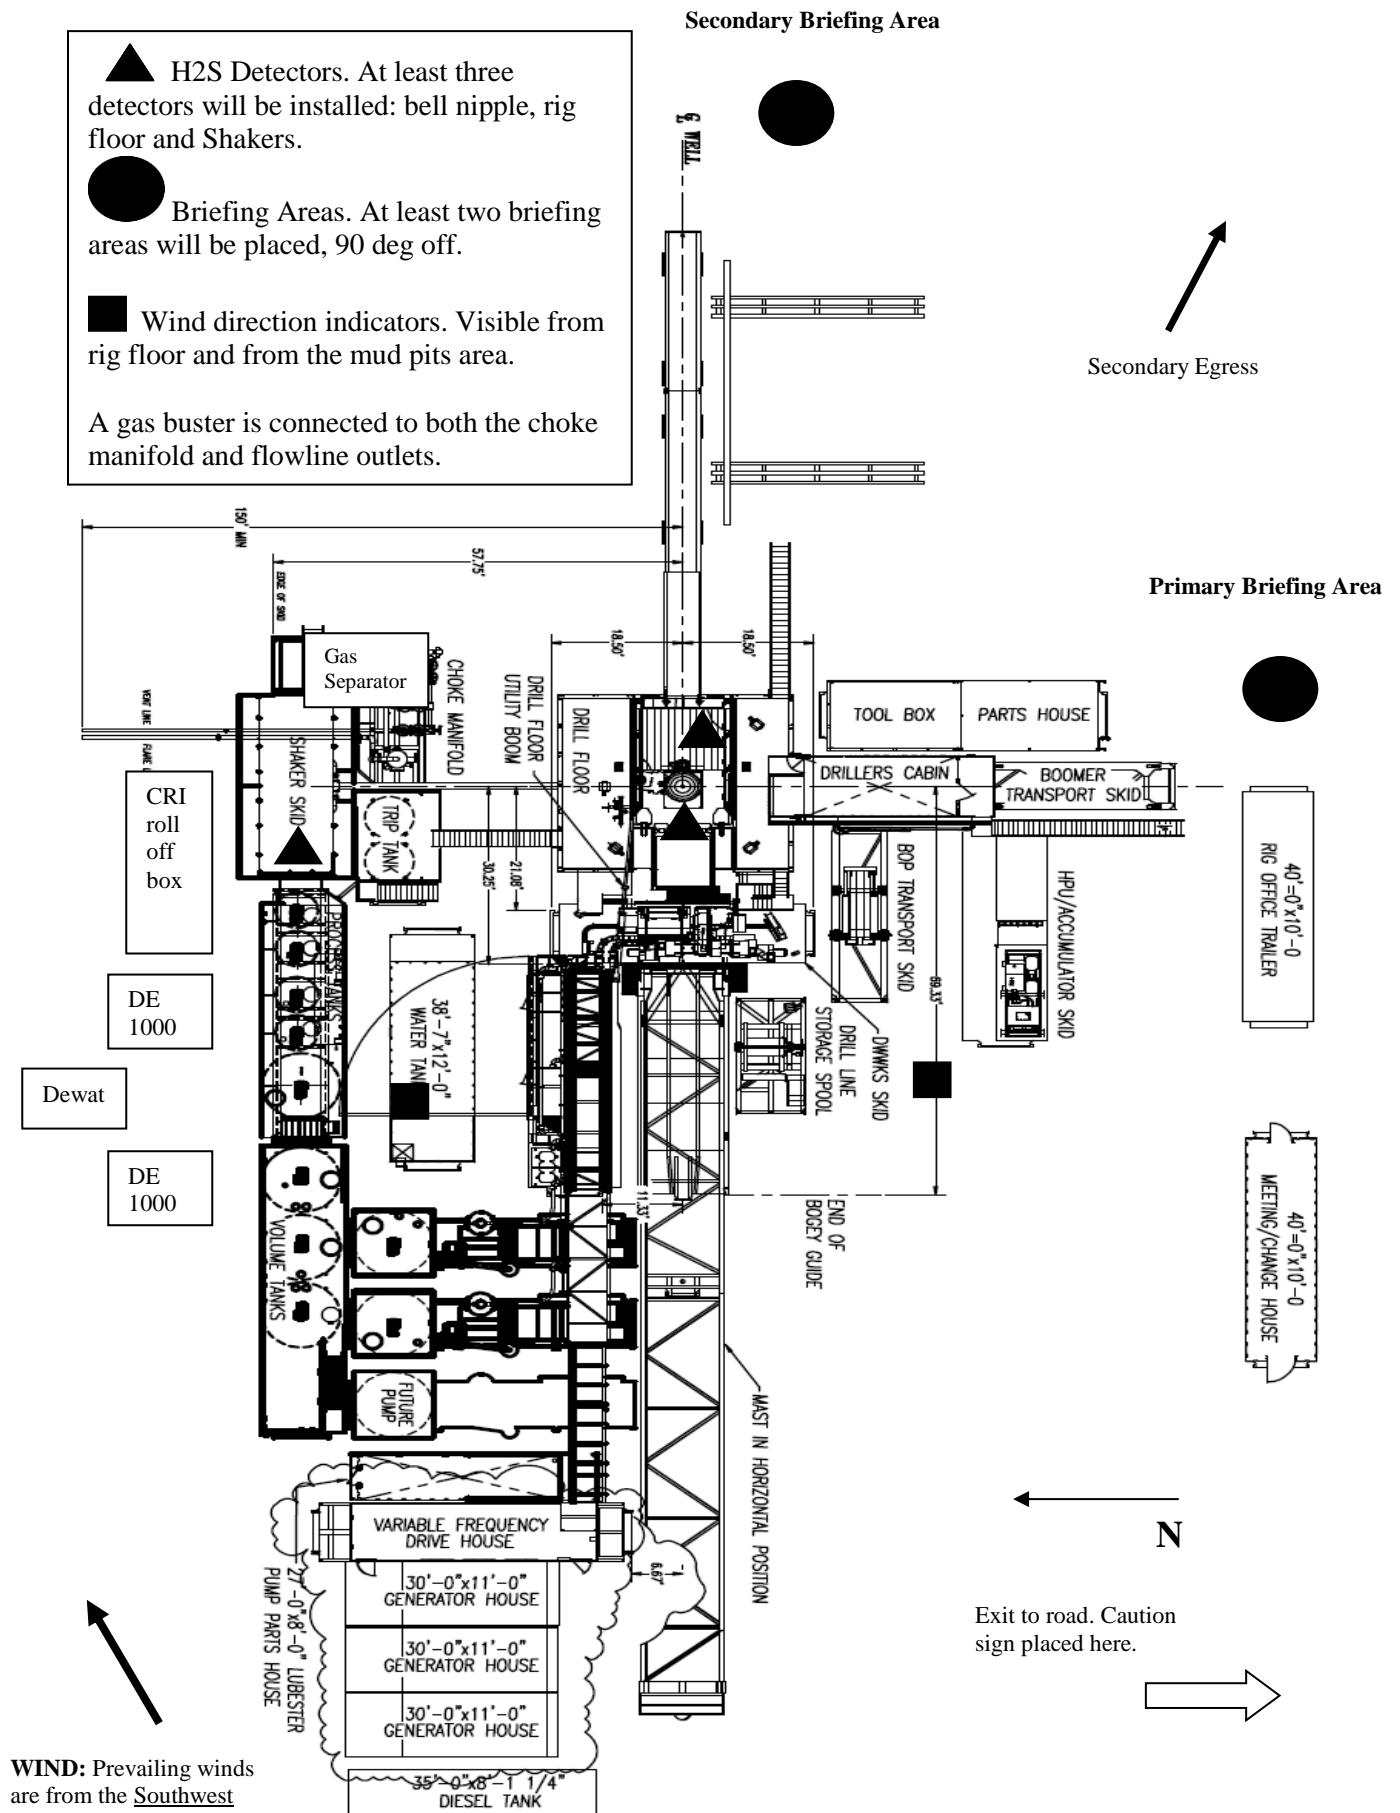 Secondary Briefing Area
H2S Detectors. At least three
detectors will be installed: bell nipple, rig
floor and Shakers.
Briefing Areas. At least two briefing
areas will be placed, 90 deg off.
Wind direction indicators. Visible from
rig floor and from the mud pits area.
A gas buster is connected to both the choke
manifold and flowline outlets.
WELL
Secondary Egress
150' MIN
57.75'
EDGE OF SKID
Primary Briefing Area
18.50'
18.50'
Gas
Separator
CHOKE MANIFOLD
DRILL FLOOR
UTILITY BOOM
DRILL FLOOR
TOOL BOX
PARTS HOUSE
VENT LINE
FLARE
SHAKER SKID
DRILLERS CABIN
BOOMER
TRANSPORT SKID
CRI
roll
off
box
TRIP TANK
30.25'
21.08'
BOP TRANSPORT SKID
HPU/ACCUMULATOR SKID
40'=0"x10'-0
RIG OFFICE TRAILER
TANKS
DE
1000
38'-7"x12'-0"
WATER TANK
69.33'
DWWKS SKID
DRILL LINE
STORAGE SPOOL
Dewat
DE
1000
VOLUME TANKS
11.33'
END OF
BOGEY GUIDE
40'=0"x10'-0
MEETING/CHANGE HOUSE
FUTURE
PUMP
MAST IN HORIZONTAL POSITION
VARIABLE FREQUENCY
DRIVE HOUSE
N
6.67'
27'-0"x8'-0" LUBESTER
PUMP PARTS HOUSE
30'-0"x11'-0"
GENERATOR HOUSE
30'-0"x11'-0"
GENERATOR HOUSE
30'-0"x11'-0"
GENERATOR HOUSE
Exit to road. Caution
sign placed here.
WIND: Prevailing winds
are from the Southwest
35'-0"x8'-1 1/4"
DIESEL TANK